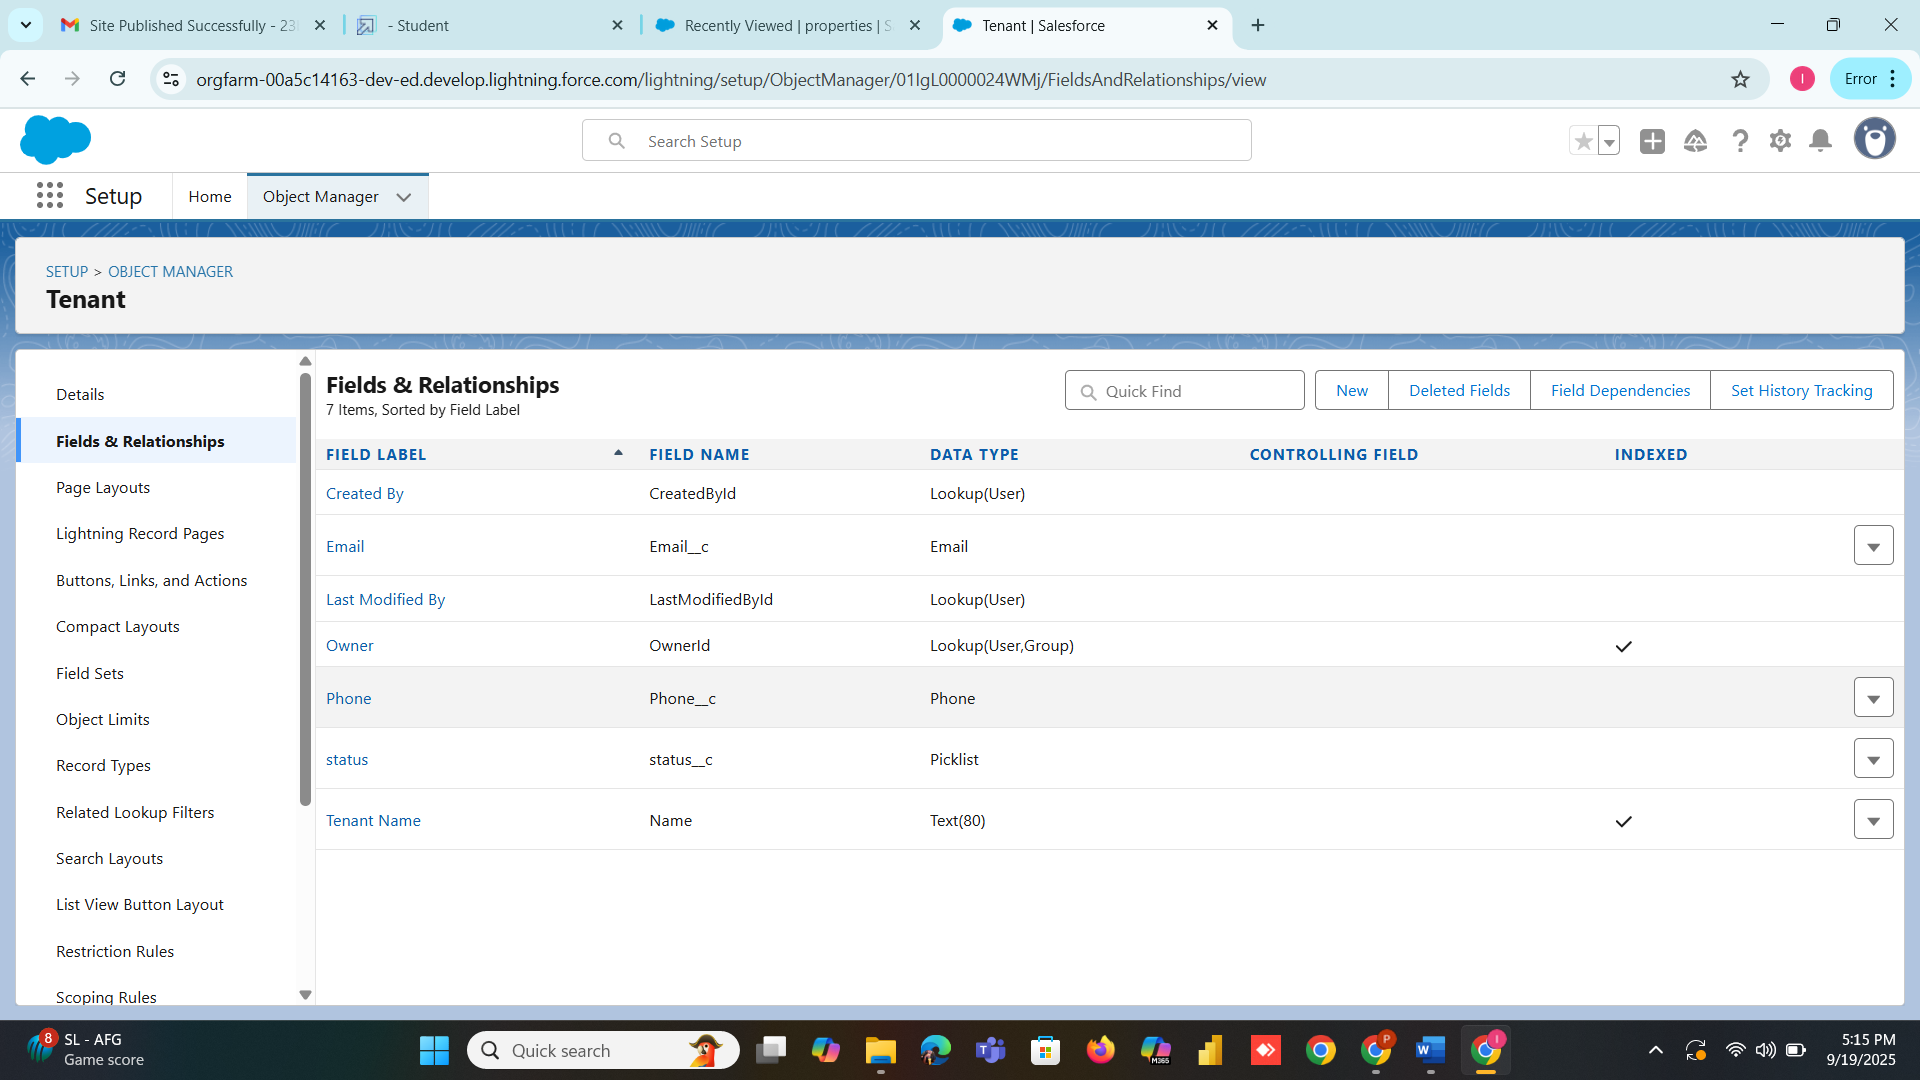 Site Published Successfully - 23
- Student
Recently Viewed | properties | S
Tenant | Salesforce
orgfarm-00a5c14163-dev-ed.develop.lightning.force.com/lightning/setup/ObjectManager/01IgL0000024WMj/FieldsAndRelationships/view
I
Error
Search Setup
Setup
Home
Object Manager
SETUP > OBJECT MANAGER
Tenant
Details
Fields & Relationships
Page Layouts
Lightning Record Pages
Buttons, Links, and Actions
Compact Layouts
Field Sets
Object Limits
Record Types
Related Lookup Filters
Search Layouts
List View Button Layout
Restriction Rules
Scoping Rules
Fields & Relationships
7 Items, Sorted by Field Label
Quick Find
New
Deleted Fields
Field Dependencies
Set History Tracking
FIELD LABEL FIELD NAME DATA TYPE CONTROLLING FIELD INDEXED
Created By CreatedById Lookup(User)
Email Email__c Email
Last Modified By LastModifiedById Lookup(User)
Owner OwnerId Lookup(User,Group)
Phone Phone__c Phone
status status__c Picklist
Tenant Name Name Text(80)
8
SL - AFG
Game score
Quick search
M365
P
I
5:15 PM
9/19/2025